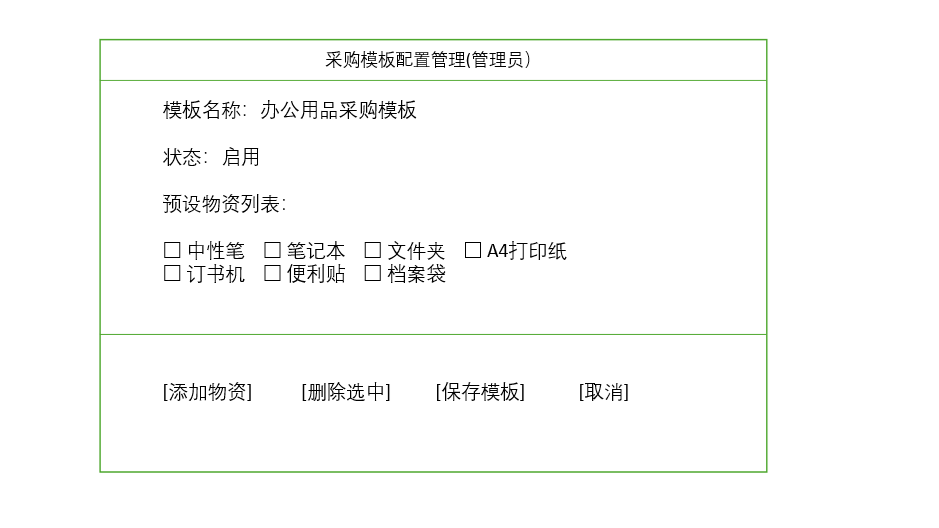 采购模板配置管理(管理员）
模板名称：办公用品采购模板
状态：启用
预设物资列表：
☐ 中性笔 ☐ 笔记本 ☐ 文件夹 ☐ A4打印纸
☐ 订书机 ☐ 便利贴 ☐ 档案袋
[添加物资] [删除选中] [保存模板] [取消]